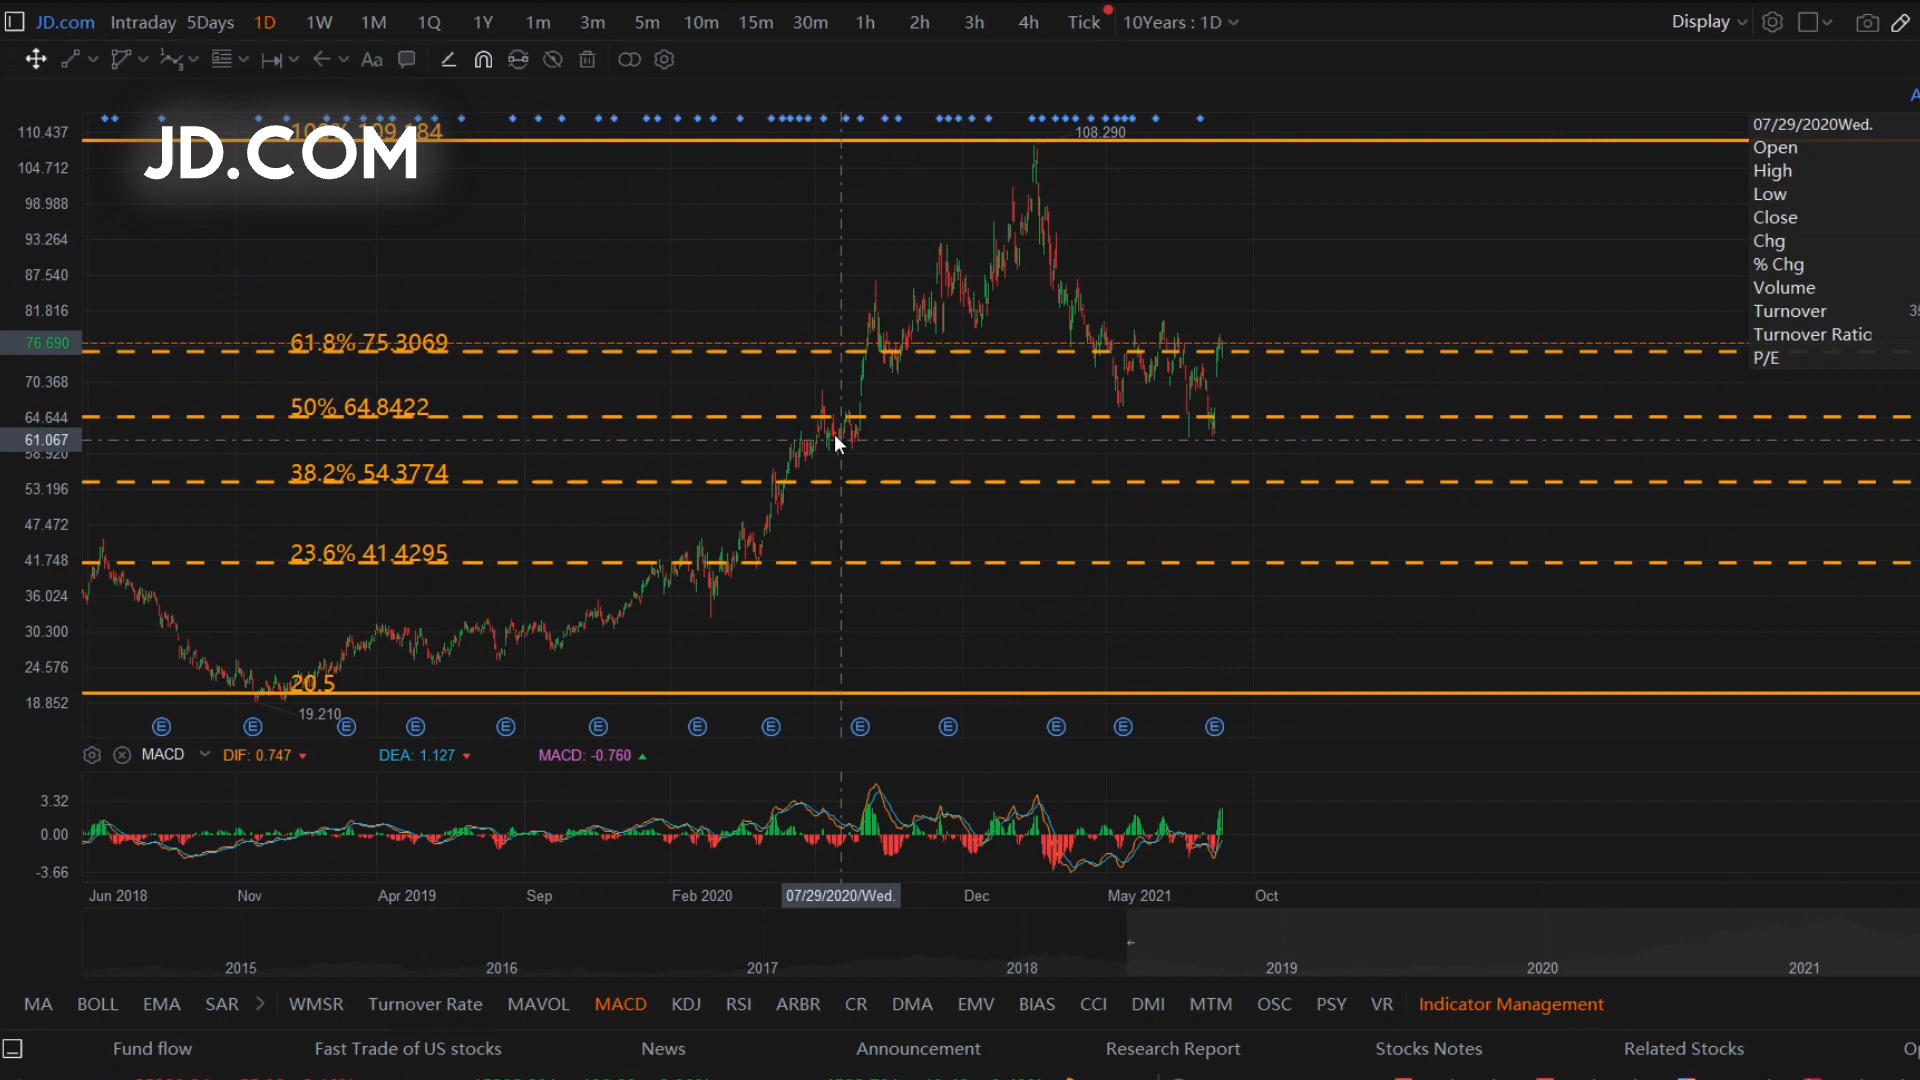 JD.com Intraday 5Days 1D 1W 1M 1Q 1Y 1m 3m 5m 10m 15m 30m 1h 2h 3h 4h Tick 10Years : 1D Display
Aa
110.437 100% 109.184 108.290 07/29/2020Wed.
JD.COM
Open
104.712 High
Low
98.988 Close
93.264 Chg
% Chg
87.540 Volume
81.816 Turnover
Turnover Ratio
76.690 61.8% 75.3069
P/E
70.368
64.644 50% 64.8422
61.067
58.920
38.2% 54.3774
53.196
47.472
41.748 23.6% 41.4295
36.024
30.300
24.576
20.5
18.852
19.210
E E E E E E E E E E E E E
MACD DIF: 0.747 DEA: 1.127 MACD: -0.760
3.32
0.00
-3.66
Jun 2018 Nov Apr 2019 Sep Feb 2020 07/29/2020/Wed. Dec May 2021 Oct
2015 2016 2017 2018 2019 2020 2021
MA BOLL EMA SAR WMSR Turnover Rate MAVOL MACD KDJ RSI ARBR CR DMA EMV BIAS CCI DMI MTM OSC PSY VR Indicator Management
Fund flow Fast Trade of US stocks News Announcement Research Report Stocks Notes Related Stocks